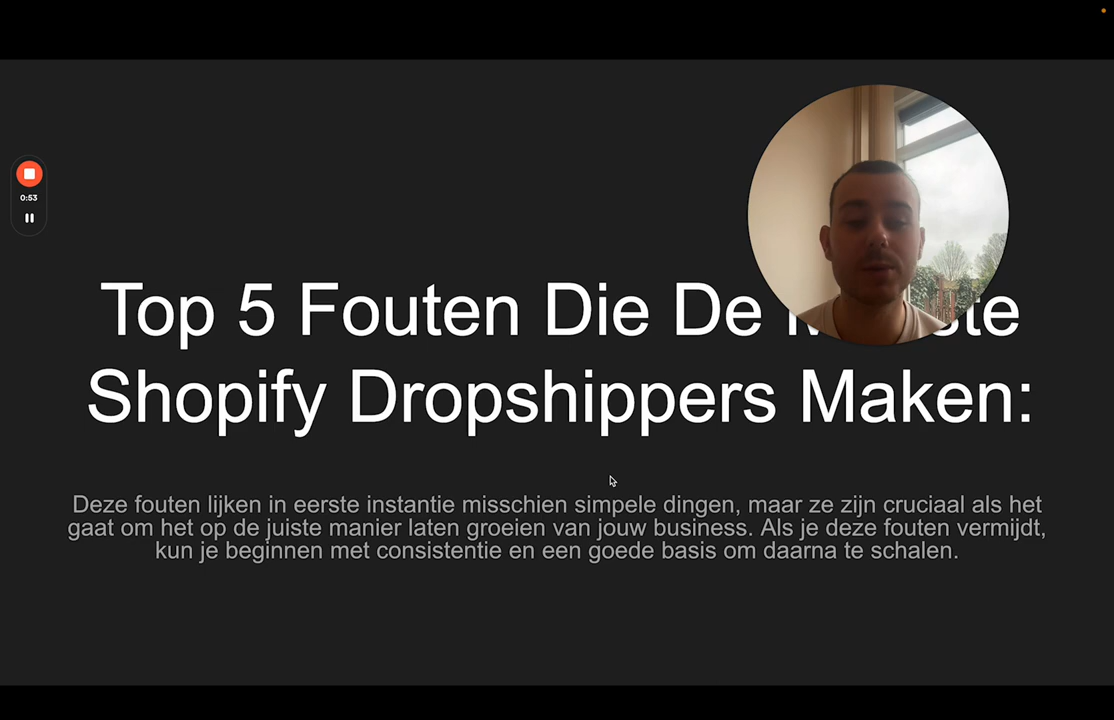 0:53
Top 5 Fouten Die De
Shopify Dropshippers Maken:
Deze fouten lijken in eerste instantie misschien simpele dingen, maar ze zijn cruciaal als het
gaat om het op de juiste manier laten groeien van jouw business. Als je deze fouten vermijdt,
kun je beginnen met consistentie en een goede basis om daarna te schalen.